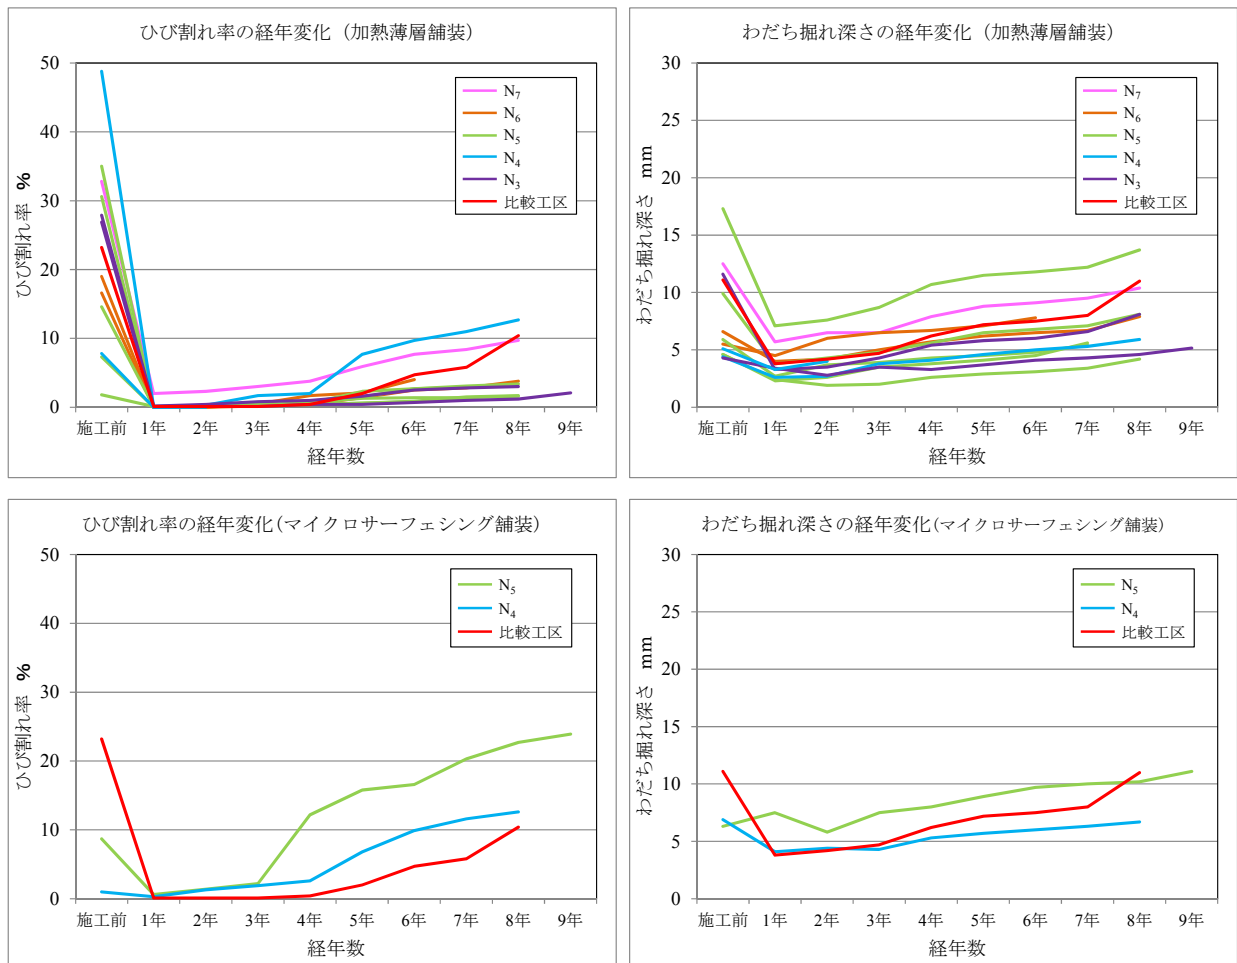 ひび割れ率の経年変化（加熱薄層舗装）
ひび割れ率 %
50
40
30
20
10
0
N7
N6
N5
N4
N3
比較工区
施工前 1年 2年 3年 4年 5年 6年 7年 8年 9年
経年数
わだち掘れ深さの経年変化（加熱薄層舗装）
わだち掘れ深さ mm
30
25
20
15
10
5
0
N7
N6
N5
N4
N3
比較工区
施工前 1年 2年 3年 4年 5年 6年 7年 8年 9年
経年数
ひび割れ率の経年変化(マイクロサーフェシング舗装)
ひび割れ率 %
50
40
30
20
10
0
N5
N4
比較工区
施工前 1年 2年 3年 4年 5年 6年 7年 8年 9年
経年数
わだち掘れ深さの経年変化(マイクロサーフェシング舗装)
わだち掘れ深さ mm
30
25
20
15
10
5
0
N5
N4
比較工区
施工前 1年 2年 3年 4年 5年 6年 7年 8年 9年
経年数